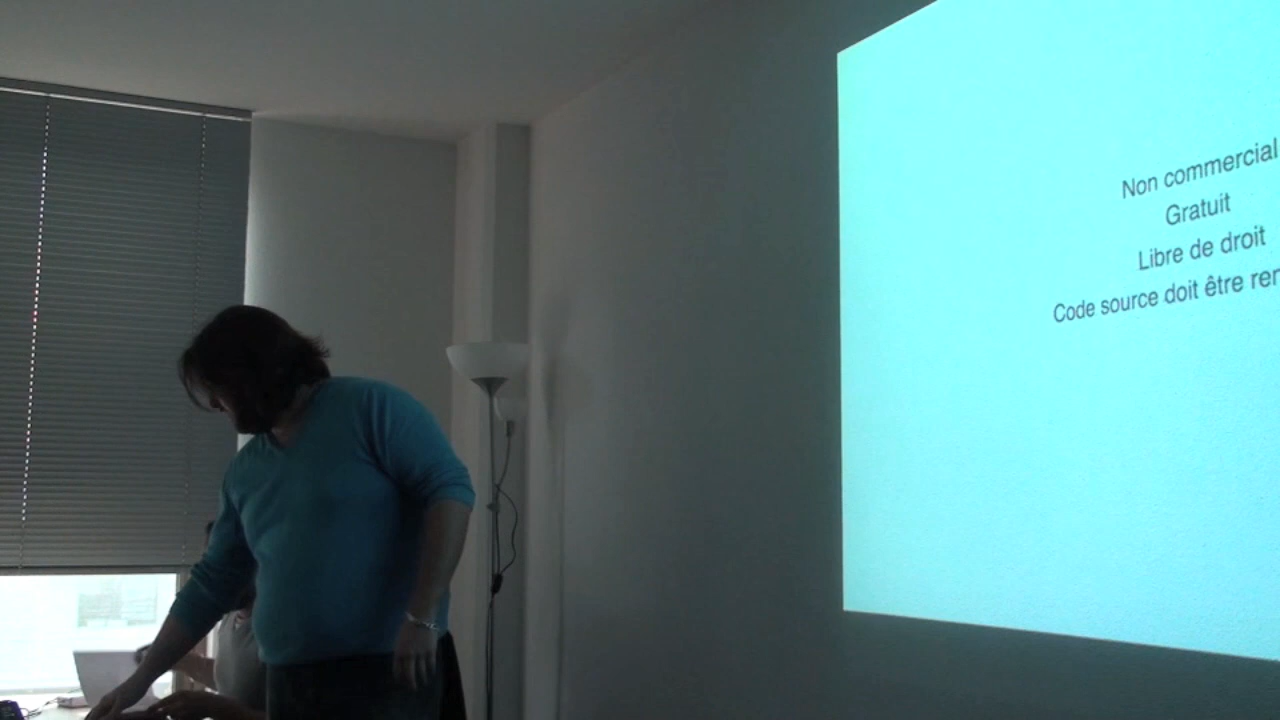 Non commercial
Gratuit
Libre de droit
Code source doit être